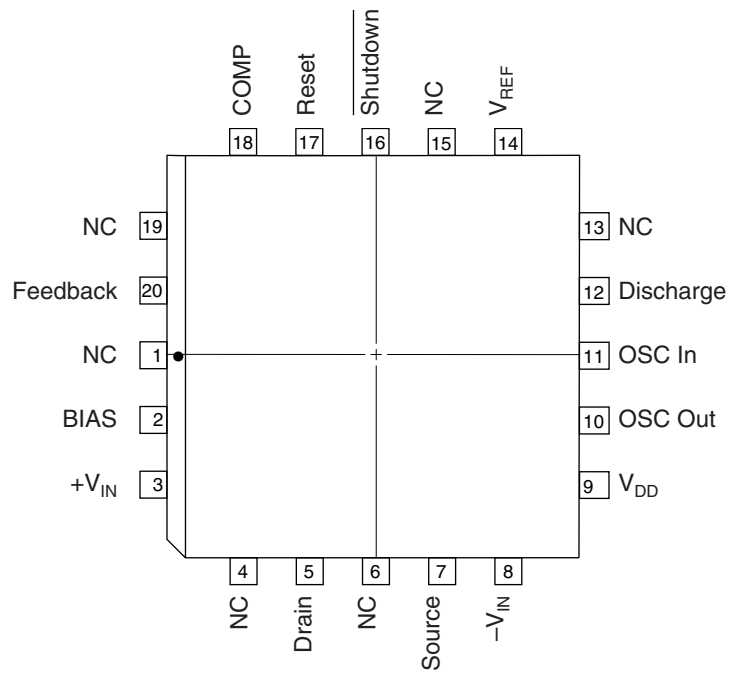 COMP
Reset
Shutdown
NC
VREF
18
17
16
15
14
NC 19
13 NC
Feedback 20
12 Discharge
NC 1
11 OSC In
BIAS 2
10 OSC Out
+VIN 3
9 VDD
4
5
6
7
8
NC
Drain
NC
Source
–VIN